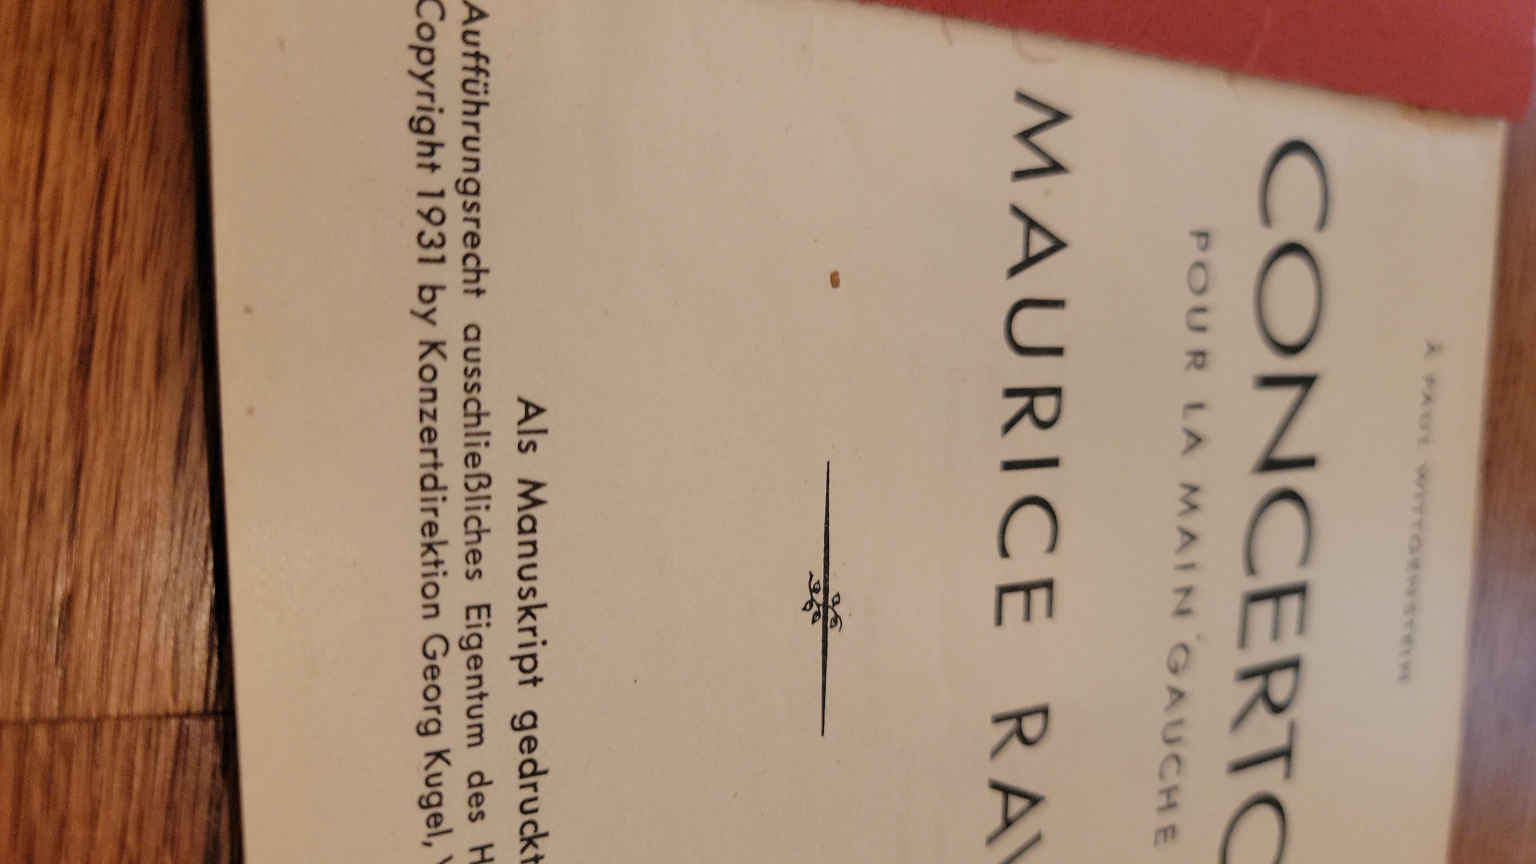 À PAUL WITTGENSTEIN
CONCERTO
POUR LA MAIN GAUCHE
MAURICE RAV
Als Manuskript gedruckt
Aufführungsrecht ausschließliches Eigentum des H
Copyright 1931 by Konzertdirektion Georg Kugel,